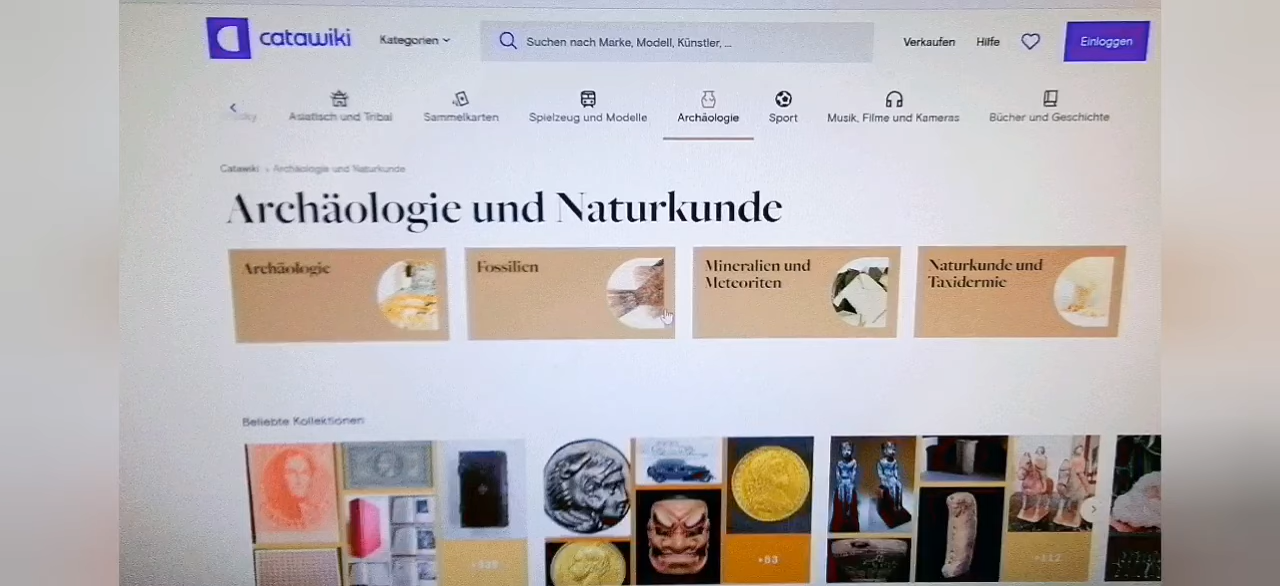 catawiki
Kategorien
Suchen nach Marke, Modell, Künstler, ...
Verkaufen
Hilfe
Einloggen
Asiatisch und Tribal
Sammelkarten
Spielzeug und Modelle
Archäologie
Sport
Musik, Filme und Kameras
Bücher und Geschichte
Catawiki › Archäologie und Naturkunde
Archäologie und Naturkunde
Archäologie
Fossilien
Mineralien und
Meteoriten
Naturkunde und
Taxidermie
Beliebte Kollektionen